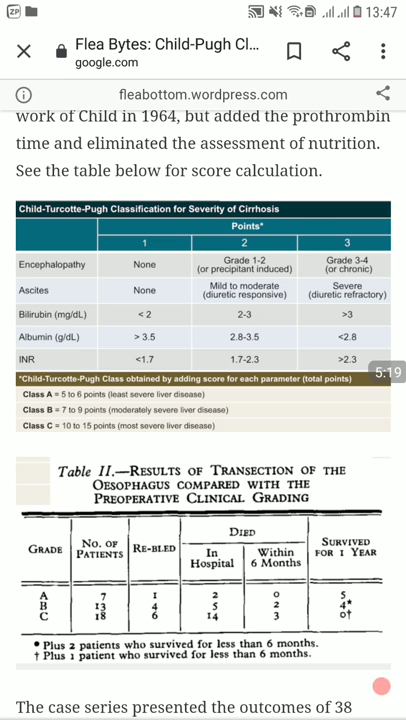 13:47
Flea Bytes: Child-Pugh Cl...
google.com
fleabottom.wordpress.com
work of Child in 1964, but added the prothrombin
time and eliminated the assessment of nutrition.
See the table below for score calculation.
Child-Turcotte-Pugh Classification for Severity of Cirrhosis
Points*
1 2 3
Encephalopathy None Grade 1-2 (or precipitant induced) Grade 3-4 (or chronic)
Ascites None Mild to moderate (diuretic responsive) Severe (diuretic refractory)
Bilirubin (mg/dL) < 2 2-3 >3
Albumin (g/dL) > 3.5 2.8-3.5 <2.8
INR <1.7 1.7-2.3 >2.3
5:19
*Child-Turcotte-Pugh Class obtained by adding score for each parameter (total points)
Class A = 5 to 6 points (least severe liver disease)
Class B = 7 to 9 points (moderately severe liver disease)
Class C = 10 to 15 points (most severe liver disease)
Table II.—RESULTS OF TRANSECTION OF THE
OESOPHAGUS COMPARED WITH THE
PREOPERATIVE CLINICAL GRADING
GRADE NO. OF PATIENTS RE-BLED DIED In Hospital Within 6 Months SURVIVED FOR 1 YEAR
A 7 1 2 0 5
B 13 4 5 2 4*
C 18 6 14 3 0†
* Plus 2 patients who survived for less than 6 months.
† Plus 1 patient who survived for less than 6 months.
The case series presented the outcomes of 38